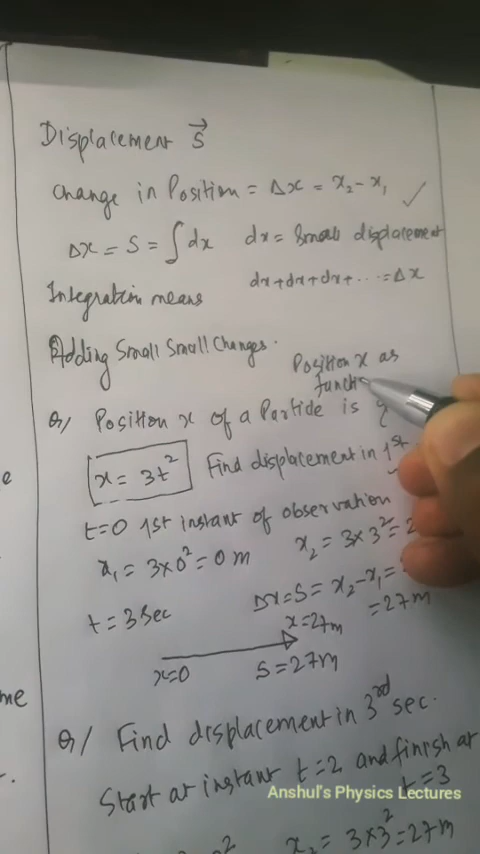 Displacement S⃗
Change in Position = Δx = x₂ - x₁ ✓
Δx = S = ∫dx dx = Small displacement
Integration means dx+dx+dx+ ... = Δx
Adding Small Small Changes.
Position x as
functi
Q/ Position x of a Particle is
x = 3t² Find displacement in 1st
t=0 1st instant of observation
x₁ = 3×0² = 0 m x₂ = 3×3² = 2
t = 3 sec Δx = S = x₂ - x₁ =
x=27m = 27m
x=0 S = 27m
Q/ Find displacement in 3rd sec.
Start at instant t=2 and finish at
t=3
x₂ = 3×3² = 27m
e
me
Anshul's Physics Lectures